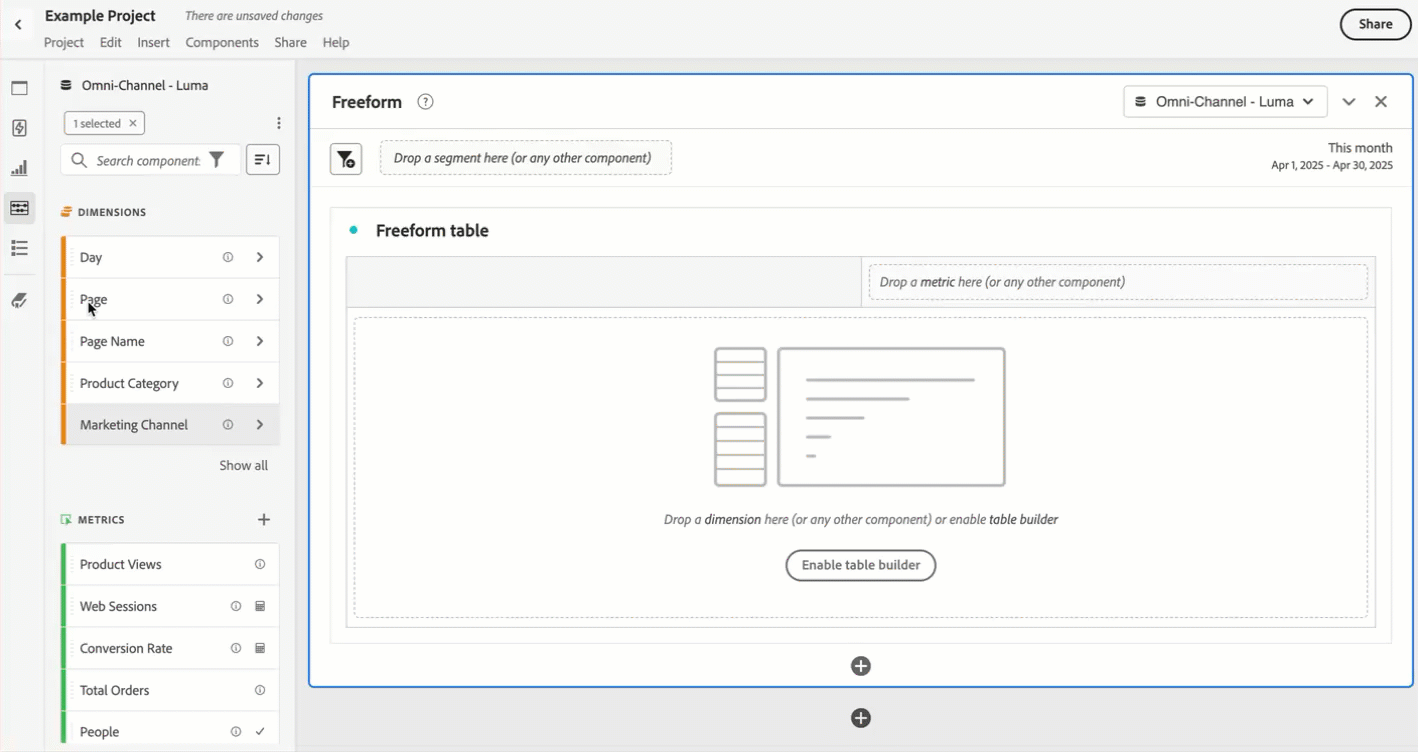 Example Project There are unsaved changes
Share
Project Edit Insert Components Share Help
Omni-Channel - Luma
1 selected
Search component
DIMENSIONS
Day
Page
Page Name
Product Category
Marketing Channel
Show all
METRICS
Product Views
Web Sessions
Conversion Rate
Total Orders
People
Freeform
Omni-Channel - Luma
Drop a segment here (or any other component)
This month
Apr 1, 2025 - Apr 30, 2025
Freeform table
Drop a metric here (or any other component)
Drop a dimension here (or any other component) or enable table builder
Enable table builder